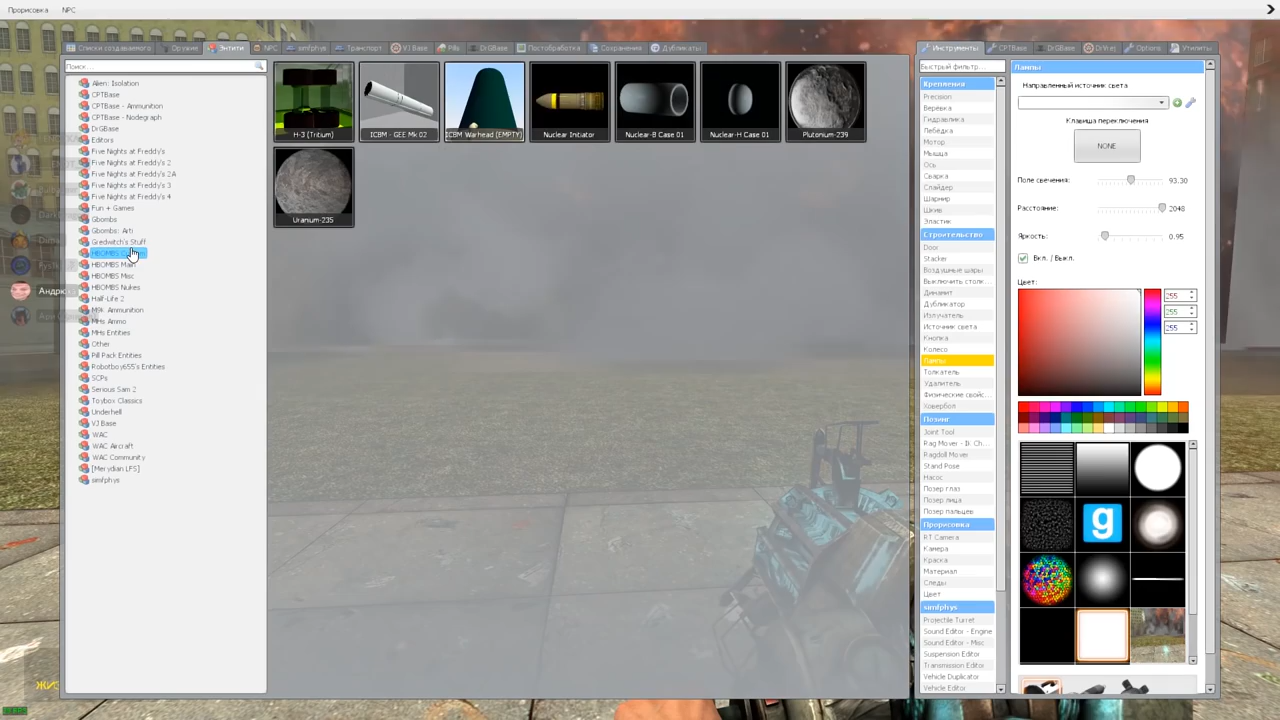 Прорисовка NPC
Списки создаваемого Оружие Энтити NPC simfphys Транспорт VJ Base Pills DrGBase Постобработка Сохранения Дубликаты
Поиск...
Alien: Isolation
CPTBase
CPTBase - Ammunition
CPTBase - Nodegraph
DrGBase
Editors
Five Nights at Freddy's
Five Nights at Freddy's 2
Five Nights at Freddy's 2A
Five Nights at Freddy's 3
Five Nights at Freddy's 4
Fun + Games
Gbombs
Gbombs: Arti
Gredwitch's Stuff
HBOMBS
HBOMBS Main
HBOMBS Misc
HBOMBS Nukes
Half-Life 2
M9K Ammunition
MHs Ammo
MHs Entities
Other
Pill Pack Entities
Robotboy655's Entities
SCPs
Serious Sam 2
Toybox Classics
Underhell
VJ Base
WAC
WAC Aircraft
WAC Community
[Merydian LFS]
simfphys
H-3 (Tritium) ICBM - GEE Mk 02 ICBM Warhead (EMPTY) Nuclear Initiator Nuclear-B Case 01 Nuclear-H Case 01 Plutonium-239
Uranium-235
Инструменты CPTBase DrGBase DrVrej Options Утилиты
Быстрый фильтр...
Крепления
Precision
Верёвка
Гидравлика
Лебёдка
Мотор
Мышца
Ось
Сварка
Слайдер
Шарнир
Шкив
Эластик
Строительство
Door
Stacker
Воздушные шары
Выключить столк...
Динамит
Дубликатор
Излучатель
Источник света
Кнопка
Колесо
Лампы
Толкатель
Удалитель
Физические свойс...
Ховербол
Позинг
Joint Tool
Rag Mover - IK Ch...
Ragdoll Mover
Stand Pose
Насос
Позер глаз
Позер лица
Позер пальцев
Прорисовка
RT Camera
Камера
Краска
Материал
Следы
Цвет
simfphys
Projectile Turret
Sound Editor - Engine
Sound Editor - Misc
Suspension Editor
Transmission Editor
Vehicle Duplicator
Vehicle Editor
Лампы
Направленный источник света
Клавиша переключения
NONE
Поле свечения: 93.30
Расстояние: 2048
Яркость: 0.95
Вкл. / Выкл.
Цвет:
255
255
255
g